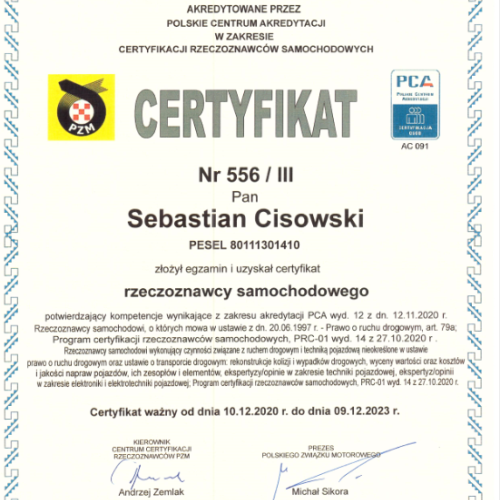 AKREDYTOWANE PRZEZ
POLSKIE CENTRUM AKREDYTACJI
W ZAKRESIE
CERTYFIKACJI RZECZOZNAWCÓW SAMOCHODOWYCH
PZM
CERTYFIKAT
PCA
POLSKIE CENTRUM
AKREDYTACJI
CERTYFIKACJA
OSÓB
AC 091
Nr 556 / III
Pan
Sebastian Cisowski
PESEL 80111301410
złożył egzamin i uzyskał certyfikat
rzeczoznawcy samochodowego
potwierdzający kompetencje wynikające z zakresu akredytacji PCA wyd. 12 z dn. 12.11.2020 r.
Rzeczoznawcy samochodowi, o których mowa w ustawie z dn. 20.06.1997 - Prawo o ruchu drogowym, art. 79a;
Program certyfikacji rzeczoznawców samochodowych, PRC-01 wyd. 14 z 27.10.2020 r .
Rzeczoznawcy samochodowi wykonujący czynności związane z ruchem drogowym i techniką pojazdową nieokreślone w ustawie
prawo o ruchu drogowym oraz ustawie o transporcie drogowym: rekonstrukcje kolizji i wypadków drogowych, wyceny wartości oraz kosztów
i jakości napraw pojazdów, ich zespołów i elementów, ekspertyzy/opinie w zakresie techniki pojazdowej, ekspertyzy/opinii
w zakresie elektroniki i elektrotechniki pojazdowej; Program certyfikacji rzeczoznawców samochodowych, PRC-01 wyd. 14 z 27.10.2020 r.
Certyfikat ważny od dnia 10.12.2020 r. do dnia 09.12.2023 r.
KIEROWNIK
CENTRUM CERTYFIKACJI
RZECZOZNAWCÓW PZM
Andrzej Zemlak
PREZES
POLSKIEGO ZWIĄZKU MOTOROWEGO
Michał Sikora